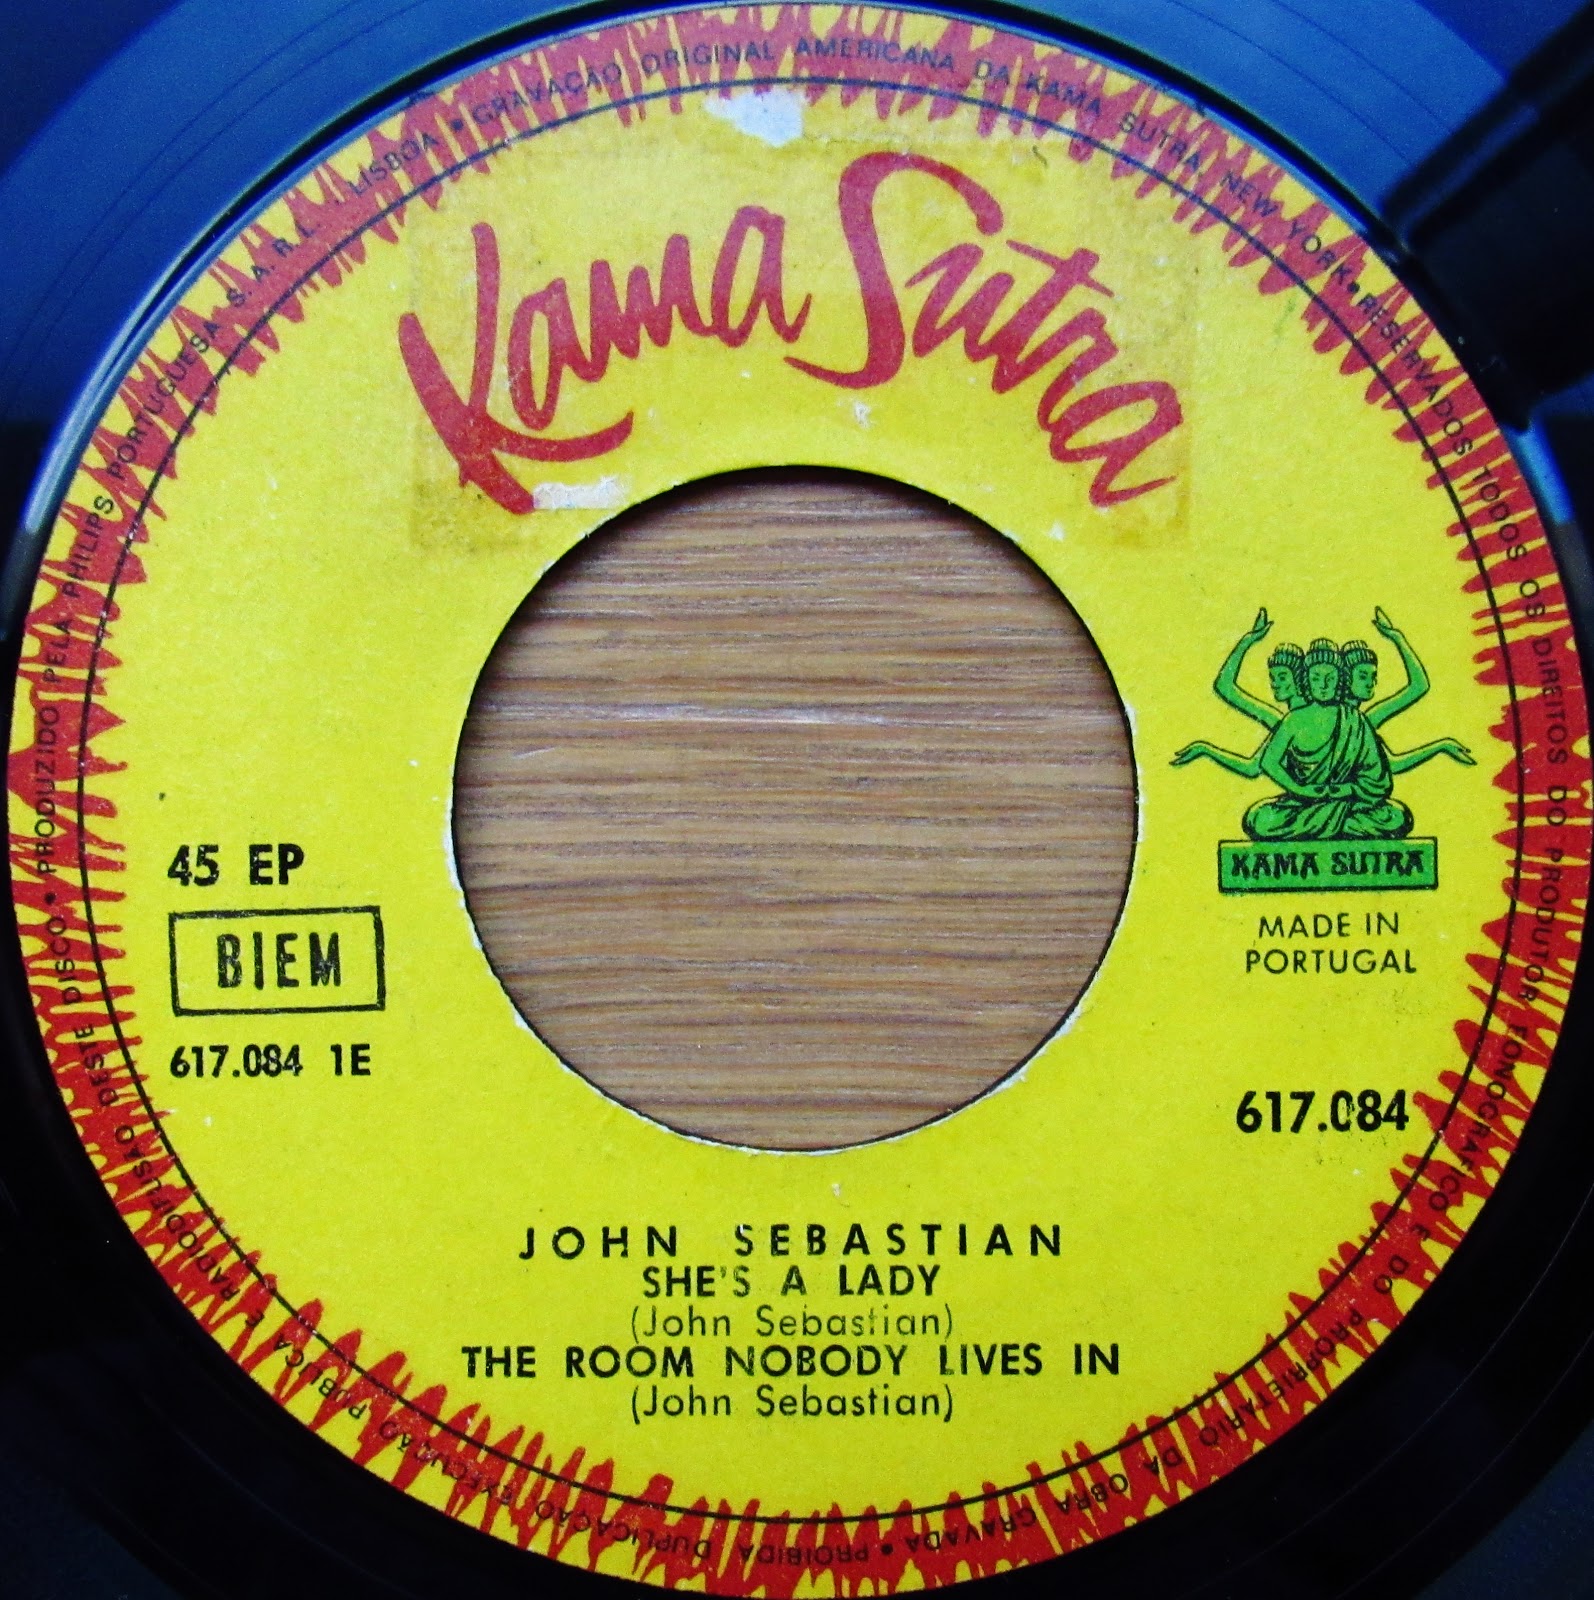 PRODUZIDO PELA PHILIPS PORTUGUESA S.A.R.L. LISBOA • GRAVAÇÃO ORIGINAL AMERICANA DA KAMA SUTRA, NEW YORK • RESERVADOS TODOS OS DIREITOS DO PRODUTOR FONOGRAFICO E DO PROPRIETARIO DA OBRA GRAVADA • PROIBIDA DUPLICAÇÃO EXECUÇÃO PUBLICA E RADIODIFUSÃO DESTE DISCO •
Kama Sutra
KAMA SUTRA
MADE IN
PORTUGAL
45 EP
BIEM
617.084 1E
617.084
JOHN SEBASTIAN
SHE'S A LADY
(John Sebastian)
THE ROOM NOBODY LIVES IN
(John Sebastian)